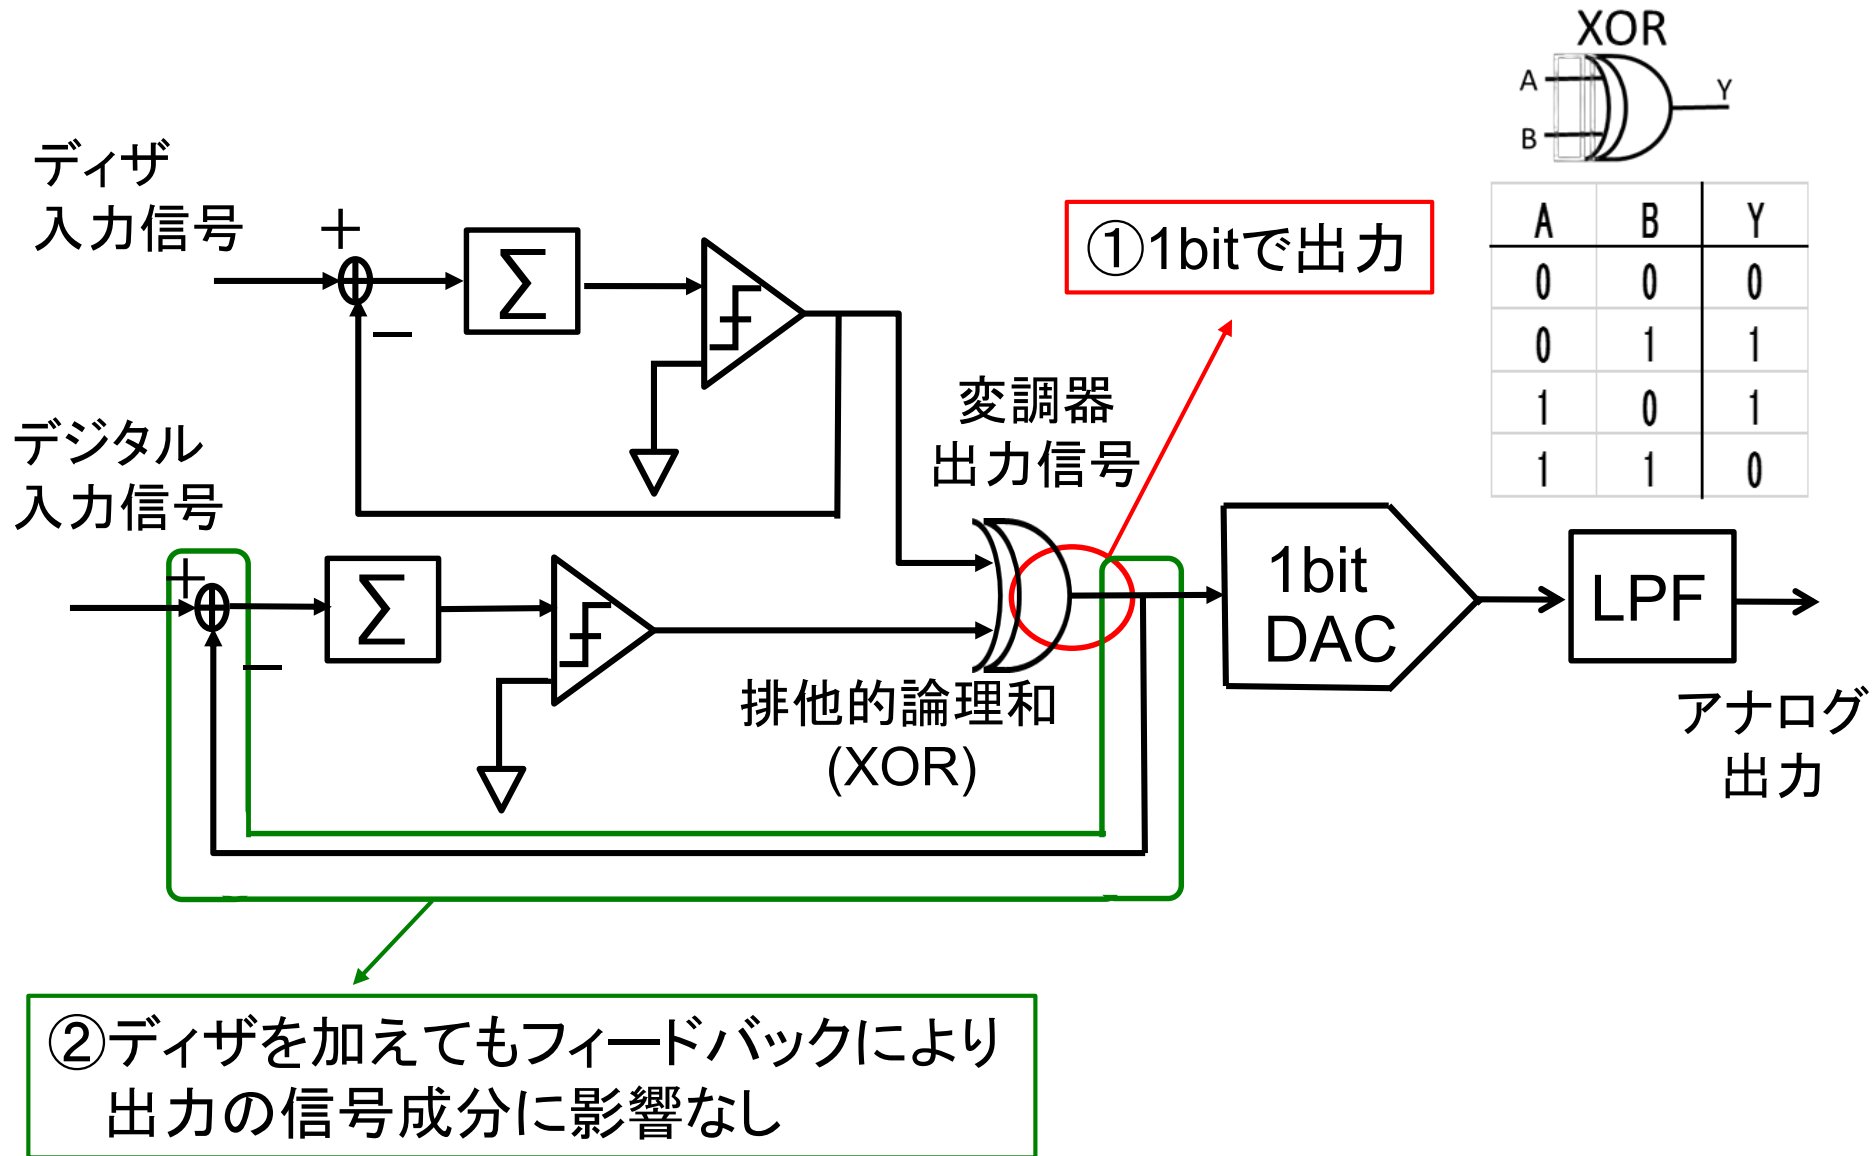 XOR
A
B
Y
ディザ
入力信号
+
−
Σ
①1bitで出力
A B Y
0 0 0
0 1 1
1 0 1
1 1 0
デジタル
入力信号
+
−
Σ
変調器
出力信号
排他的論理和
(XOR)
1bit
DAC
LPF
アナログ
出力
②ディザを加えてもフィードバックにより
出力の信号成分に影響なし